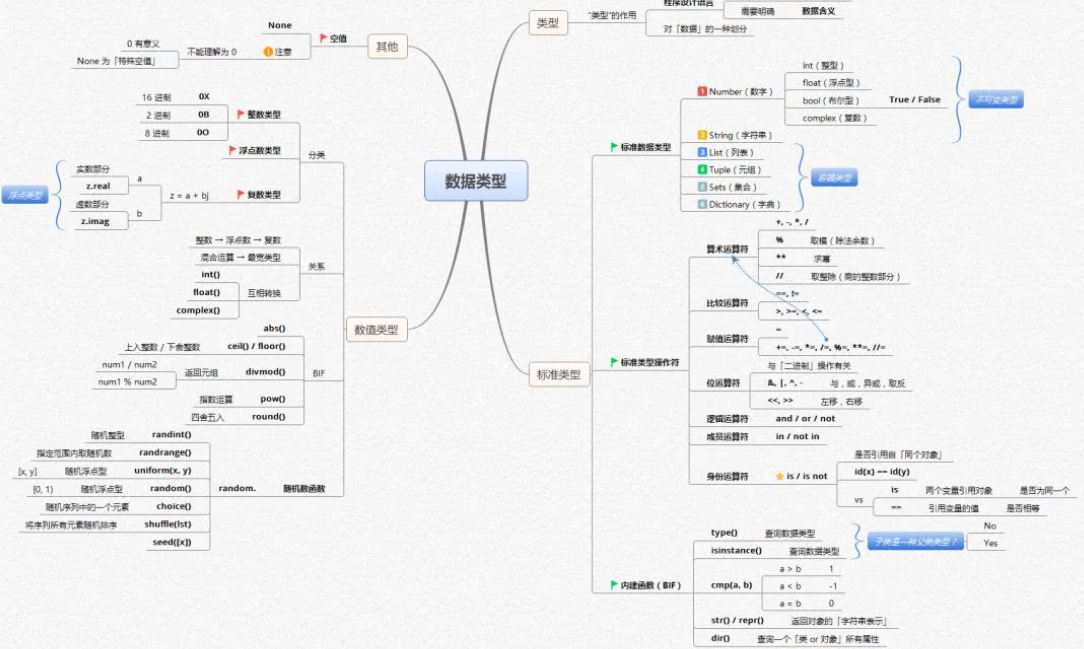 数据类型
类型
"类型"的作用
程序设计语言
需要明确 数据含义
对「数据」的一种划分
标准类型
标准数据类型
1 Number（数字）
int（整型）
float（浮点型）
bool（布尔型） True / False
complex（复数）
不可变类型
2 String（字符串）
3 List（列表）
4 Tuple（元组）
5 Sets（集合）
6 Dictionary（字典）
容器类型
标准类型操作符
算术运算符
+, -, *, /
% 取模（除法余数）
** 求幂
// 取整除（商的整数部分）
比较运算符
==, !=
>, >=, <, <=
赋值运算符
=
+=, -=, *=, /=, %=, **=, //=
位运算符
与「二进制」操作有关
&, |, ^, - 与，或，异或，取反
<<, >> 左移，右移
逻辑运算符 and / or / not
成员运算符 in / not in
身份运算符 is / is not
是否引用自「同个对象」
id(x) == id(y)
vs
is 两个变量引用对象 是否为同一个
== 引用变量的值 是否相等
内建函数（BIF）
type() 查询数据类型
isinstance() 查询数据类型
子类是一种父类类型？
No
Yes
cmp(a, b)
a > b 1
a < b -1
a = b 0
str() / repr() 返回对象的「字符串表示」
dir() 查询一个「类 or 对象」所有属性
其他
空值
None
注意
不能理解为 0
0 有意义
None 为「特殊空值」
数值类型
分类
整数类型
16 进制 0X
2 进制 0B
8 进制 0O
浮点数类型
复数类型
z = a + bj
a
实数部分
z.real
b
虚数部分
z.imag
浮点类型
关系
整数 → 浮点数 → 复数
混合运算 → 最宽类型
互相转换
int()
float()
complex()
BIF
abs()
上入整数 / 下舍整数 ceil() / floor()
num1 / num2
num1 % num2
返回元组 divmod()
指数运算 pow()
四舍五入 round()
随机数函数
random.
随机整型 randint()
指定范围内取随机数 randrange()
[x, y] 随机浮点型 uniform(x, y)
[0, 1) 随机浮点型 random()
随机序列中的一个元素 choice()
将序列所有元素随机排序 shuffle(lst)
seed([x])